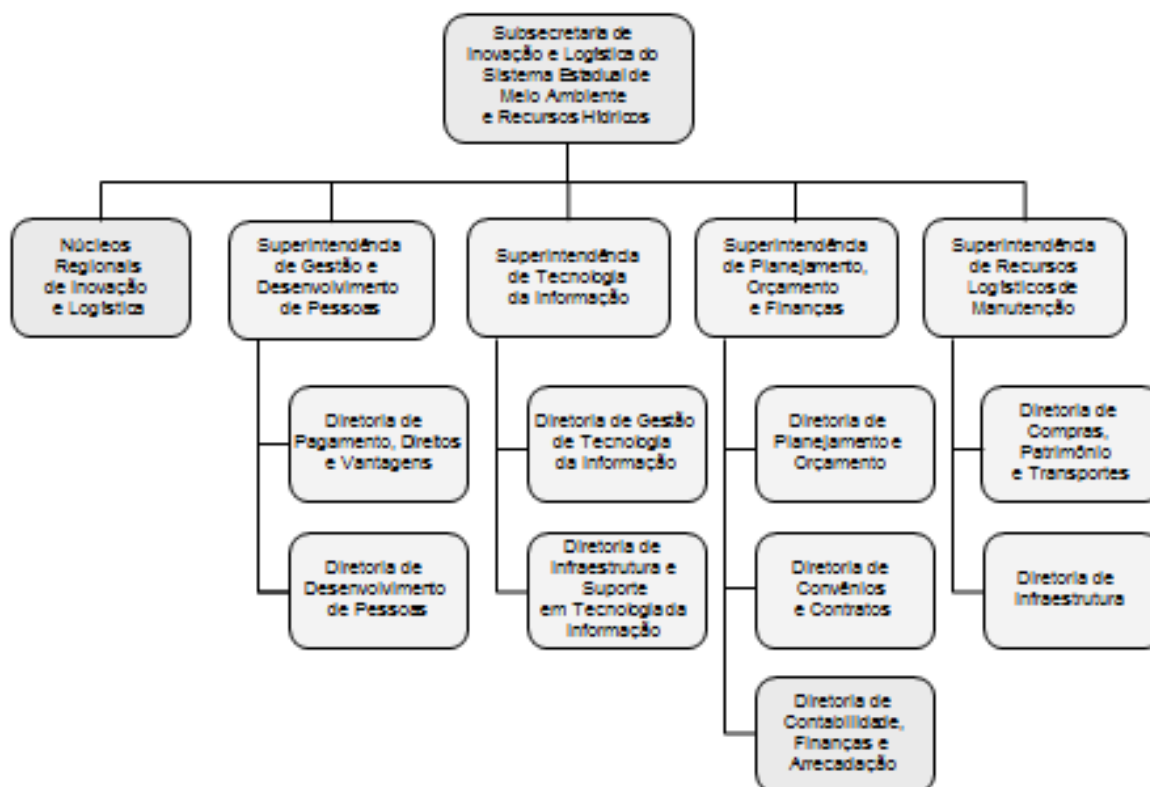 Subsecretaria de
Inovação e Logística do
Sistema Estadual de
Meio Ambiente
e Recursos Hídricos
Núcleos
Regionais
de Inovação
e Logística
Superintendência
de Gestão e
Desenvolvimento
de Pessoas
Superintendência
de Tecnologia
da Informação
Superintendência
de Planejamento,
Orçamento
e Finanças
Superintendência
de Recursos
Logísticos de
Manutenção
Diretoria de
Pagamento, Direitos
e Vantagens
Diretoria de Gestão
de Tecnologia
da Informação
Diretoria de
Planejamento e
Orçamento
Diretoria de
Compras,
Patrimônio
e Transportes
Diretoria de
Desenvolvimento
de Pessoas
Diretoria de
Infraestrutura e
Suporte
em Tecnologia da
Informação
Diretoria de
Convênios
e Contratos
Diretoria de
Infraestrutura
Diretoria de
Contabilidade,
Finanças e
Arrecadação